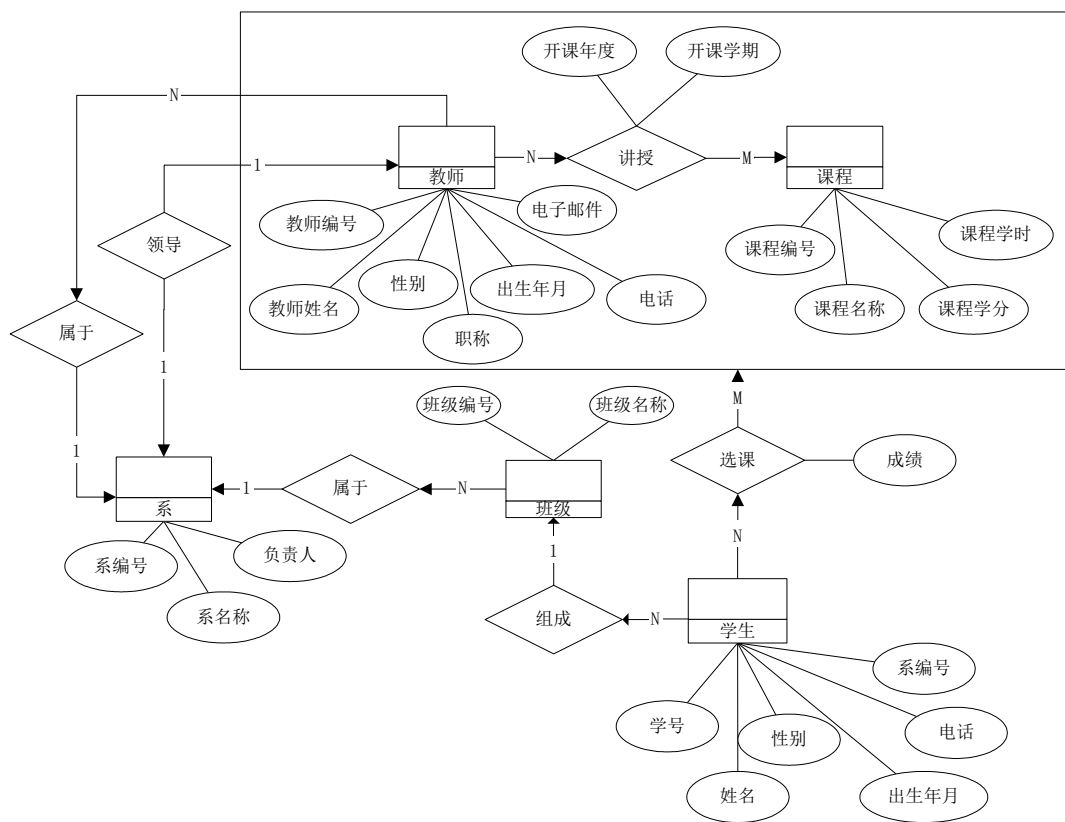 开课年度
开课学期
N
1
教师
N
讲授
M
课程
教师编号
电子邮件
领导
性别
教师姓名
出生年月
电话
职称
课程编号
课程学时
课程名称
课程学分
属于
1
1
班级编号
班级名称
M
选课
成绩
系
1
属于
N
班级
系编号
负责人
系名称
1
N
组成
N
学生
系编号
学号
性别
电话
姓名
出生年月